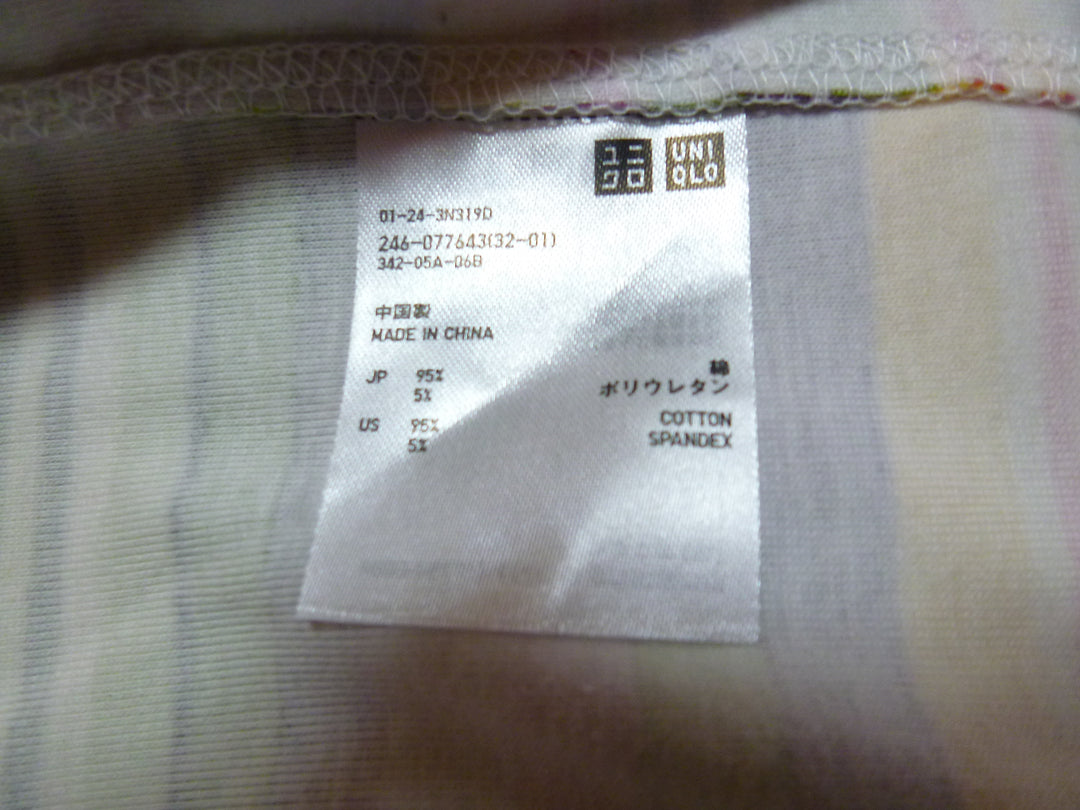 ユニ
クロ
UNI
QLO
01-24-3N319D
246-077643(32-01)
342-05A-06B
中国製
MADE IN CHINA
JP 95% 綿
5% ポリウレタン
US 95% COTTON
5% SPANDEX